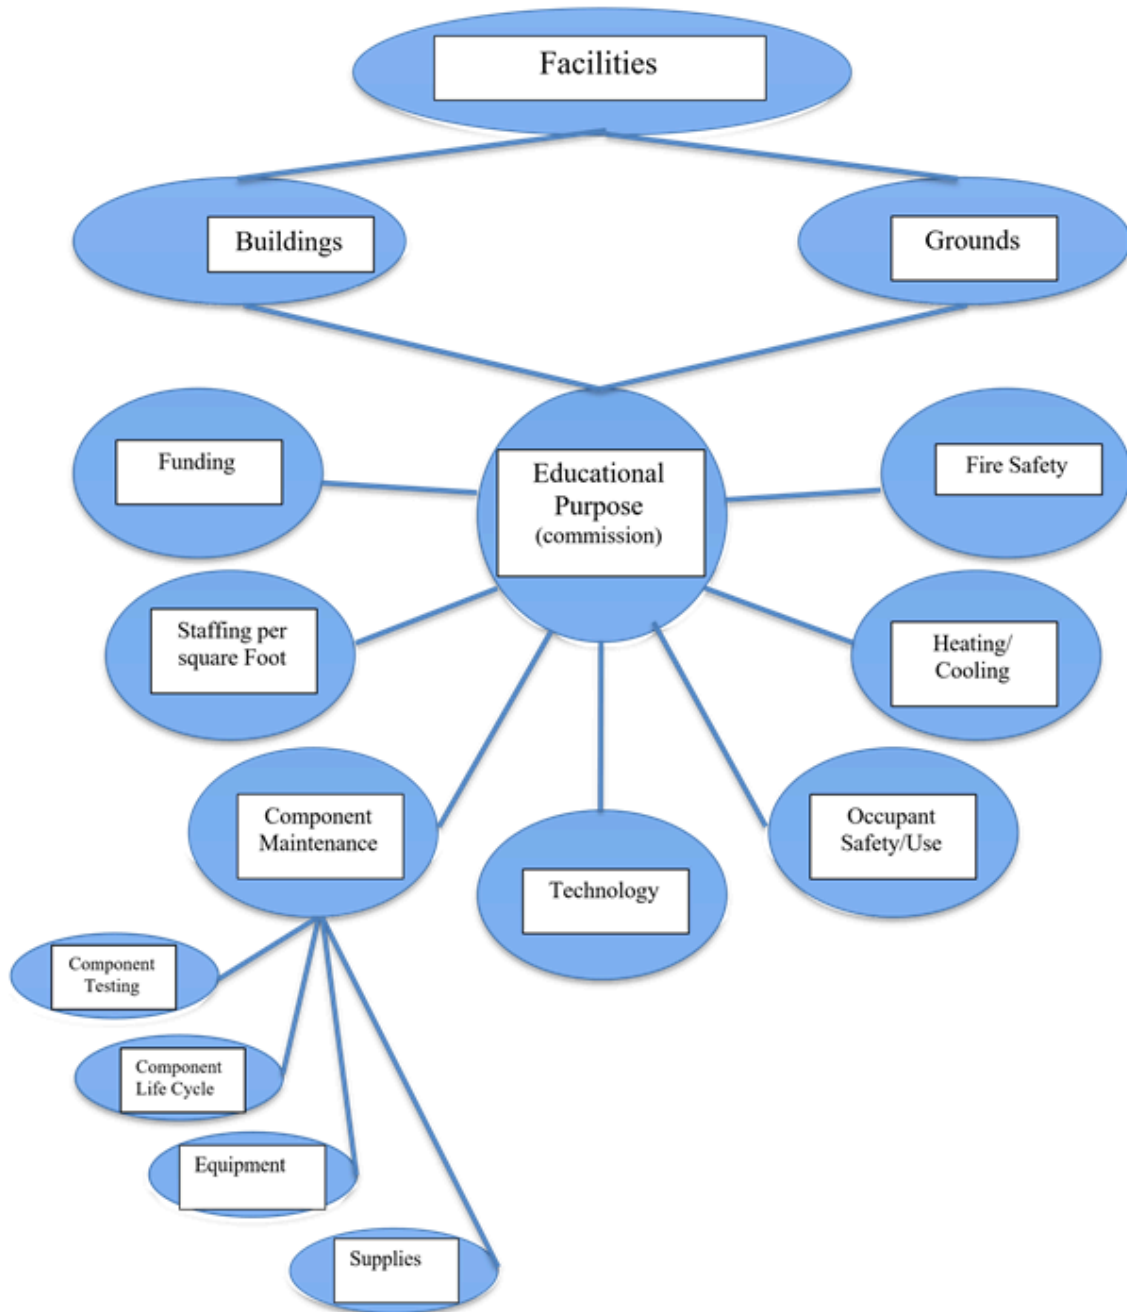 Facilities
Buildings
Grounds
Funding
Educational
Purpose
(commission)
Fire Safety
Staffing per
square Foot
Heating/
Cooling
Component
Maintenance
Technology
Occupant
Safety/Use
Component
Testing
Component
Life Cycle
Equipment
Supplies